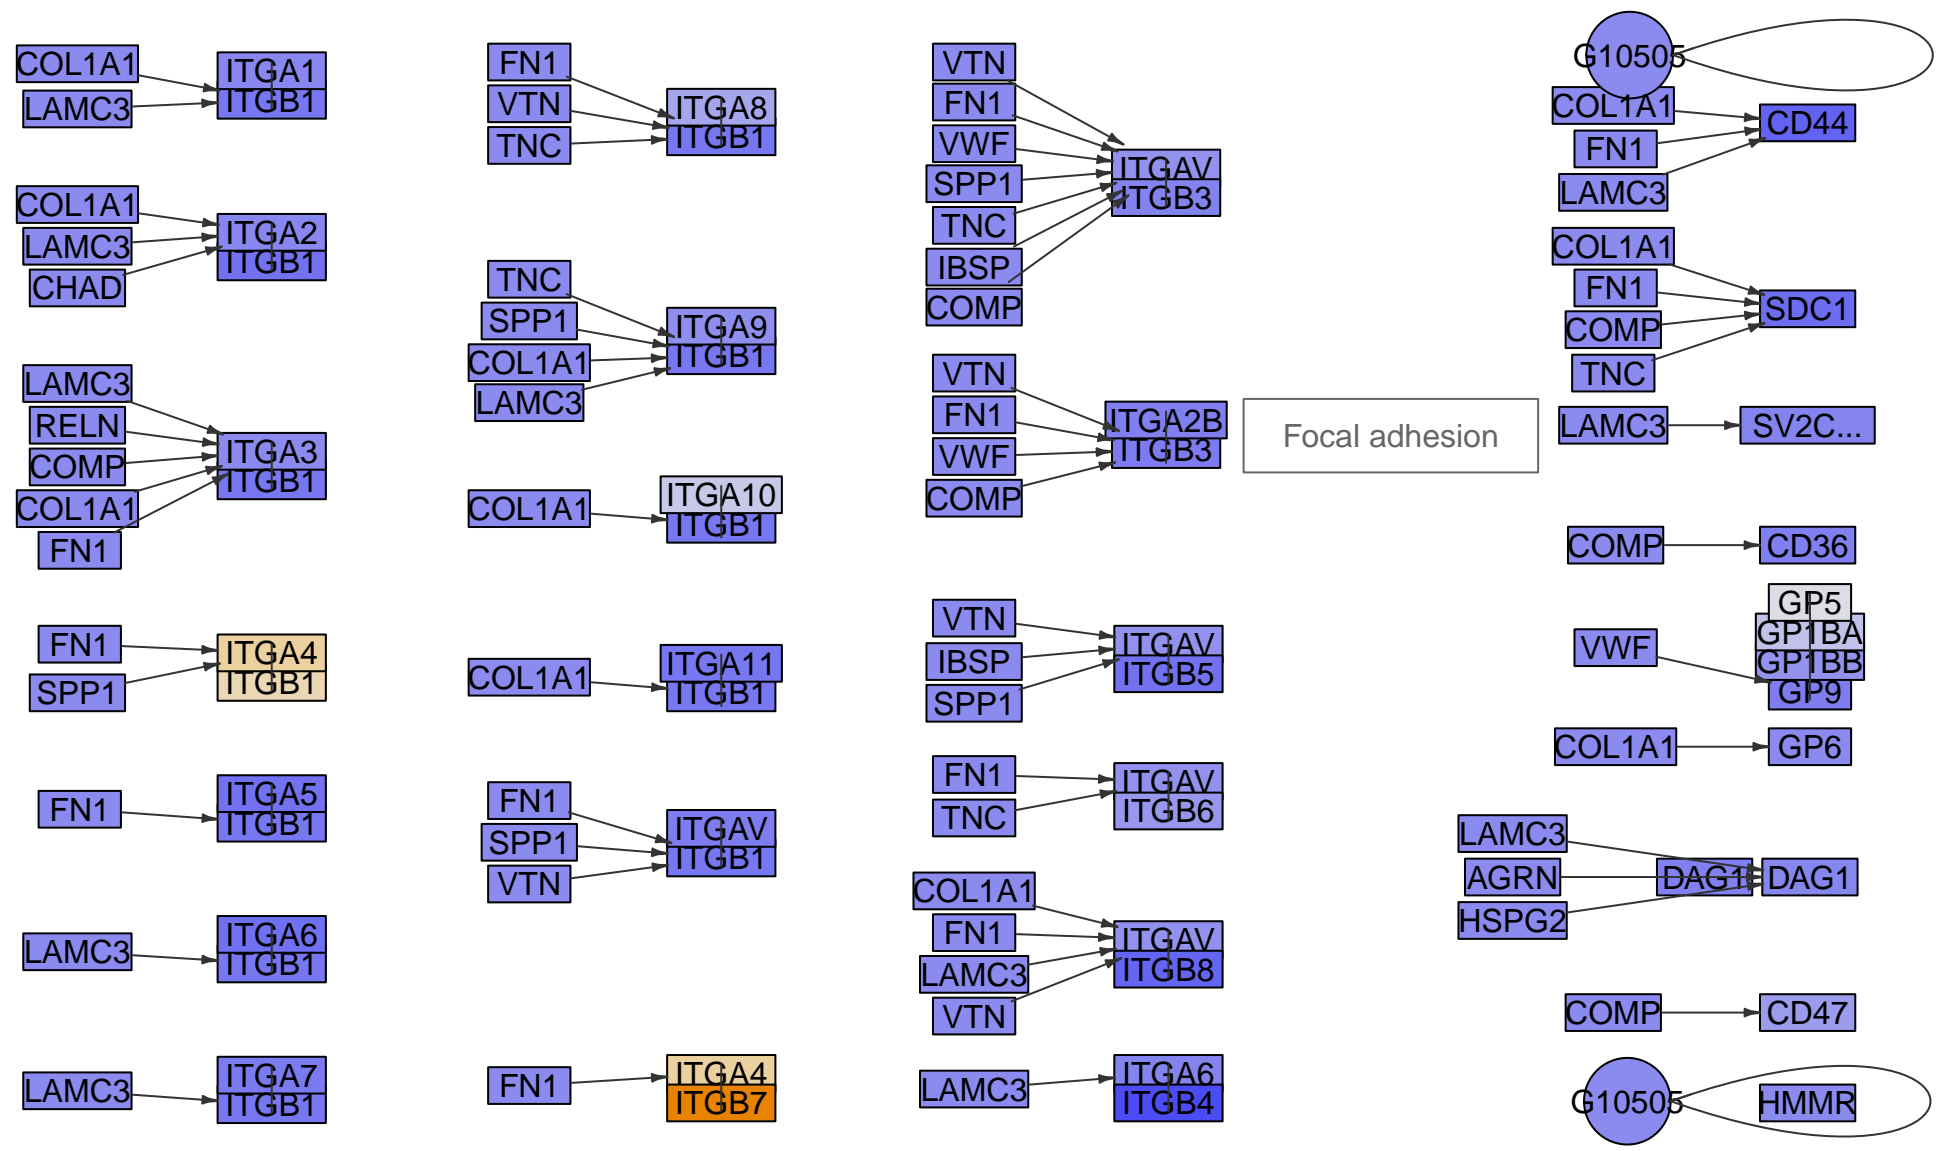 COL1A1
LAMC3
ITGA1
ITGB1
COL1A1
LAMC3
CHAD
ITGA2
ITGB1
LAMC3
RELN
COMP
COL1A1
FN1
ITGA3
ITGB1
FN1
SPP1
ITGA4
ITGB1
FN1
ITGA5
ITGB1
LAMC3
ITGA6
ITGB1
LAMC3
ITGA7
ITGB1
FN1
VTN
TNC
ITGA8
ITGB1
TNC
SPP1
COL1A1
LAMC3
ITGA9
ITGB1
COL1A1
ITGA10
ITGB1
COL1A1
ITGA11
ITGB1
FN1
SPP1
VTN
ITGAV
ITGB1
FN1
ITGA4
ITGB7
VTN
FN1
VWF
SPP1
TNC
IBSP
COMP
ITGAV
ITGB3
VTN
FN1
VWF
COMP
ITGA2B
ITGB3
Focal adhesion
VTN
IBSP
SPP1
ITGAV
ITGB5
FN1
TNC
ITGAV
ITGB6
COL1A1
FN1
LAMC3
VTN
ITGAV
ITGB8
LAMC3
ITGA6
ITGB4
G10505
COL1A1
FN1
LAMC3
CD44
COL1A1
FN1
COMP
TNC
SDC1
LAMC3
SV2C...
COMP
CD36
VWF
GP5
GP1BA
GP1BB
GP9
COL1A1
GP6
LAMC3
AGRN
HSPG2
DAG1
DAG1
COMP
CD47
G10505
HMMR